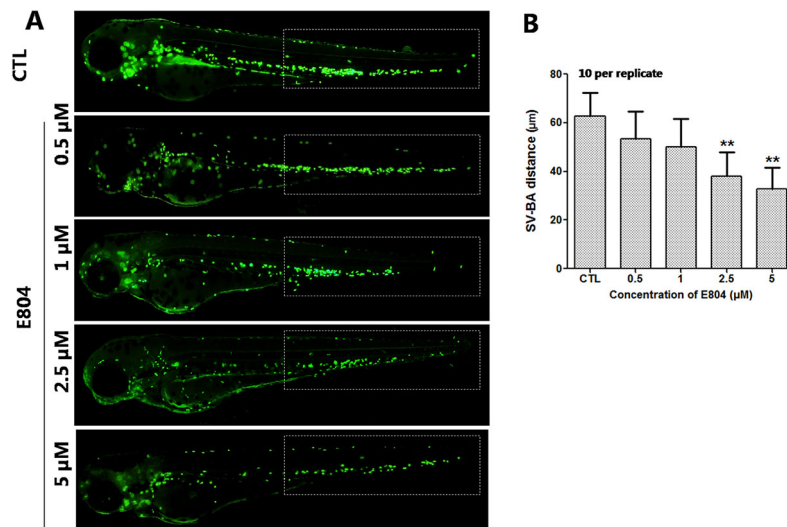 A
CTL
0.5 µM
1 µM
2.5 µM
5 µM
E804
B
10 per replicate
80
60
40
20
0
SV-BA distance (µm)
**
**
CTL
0.5
1
2.5
5
Concentration of E804 (µM)